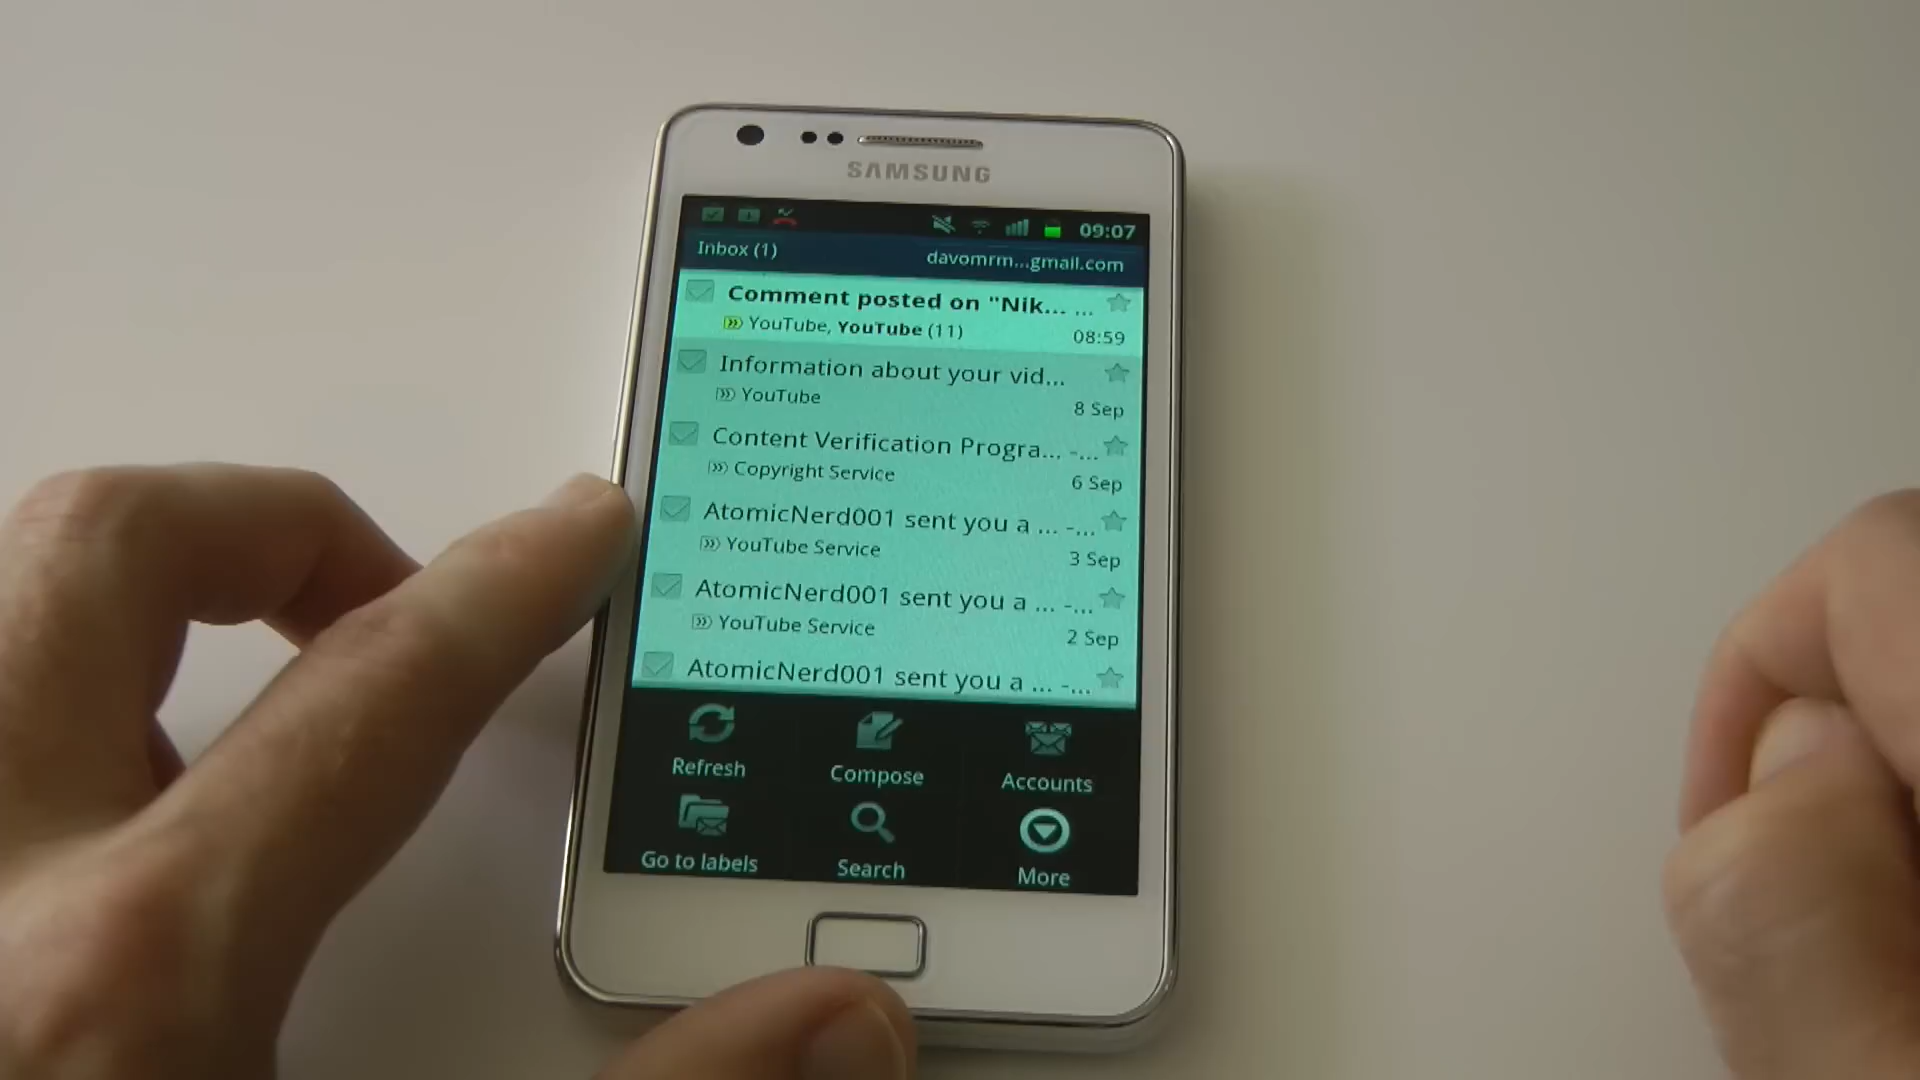 SAMSUNG
09:07
Inbox (1) davomrm...gmail.com
Comment posted on "Nik... ...
YouTube, YouTube (11) 08:59
Information about your vid...
YouTube 8 Sep
Content Verification Progra... -...
Copyright Service 6 Sep
AtomicNerd001 sent you a ... -...
YouTube Service 3 Sep
AtomicNerd001 sent you a ... -...
YouTube Service 2 Sep
AtomicNerd001 sent you a ... -...
Refresh Compose Accounts
Go to labels Search More